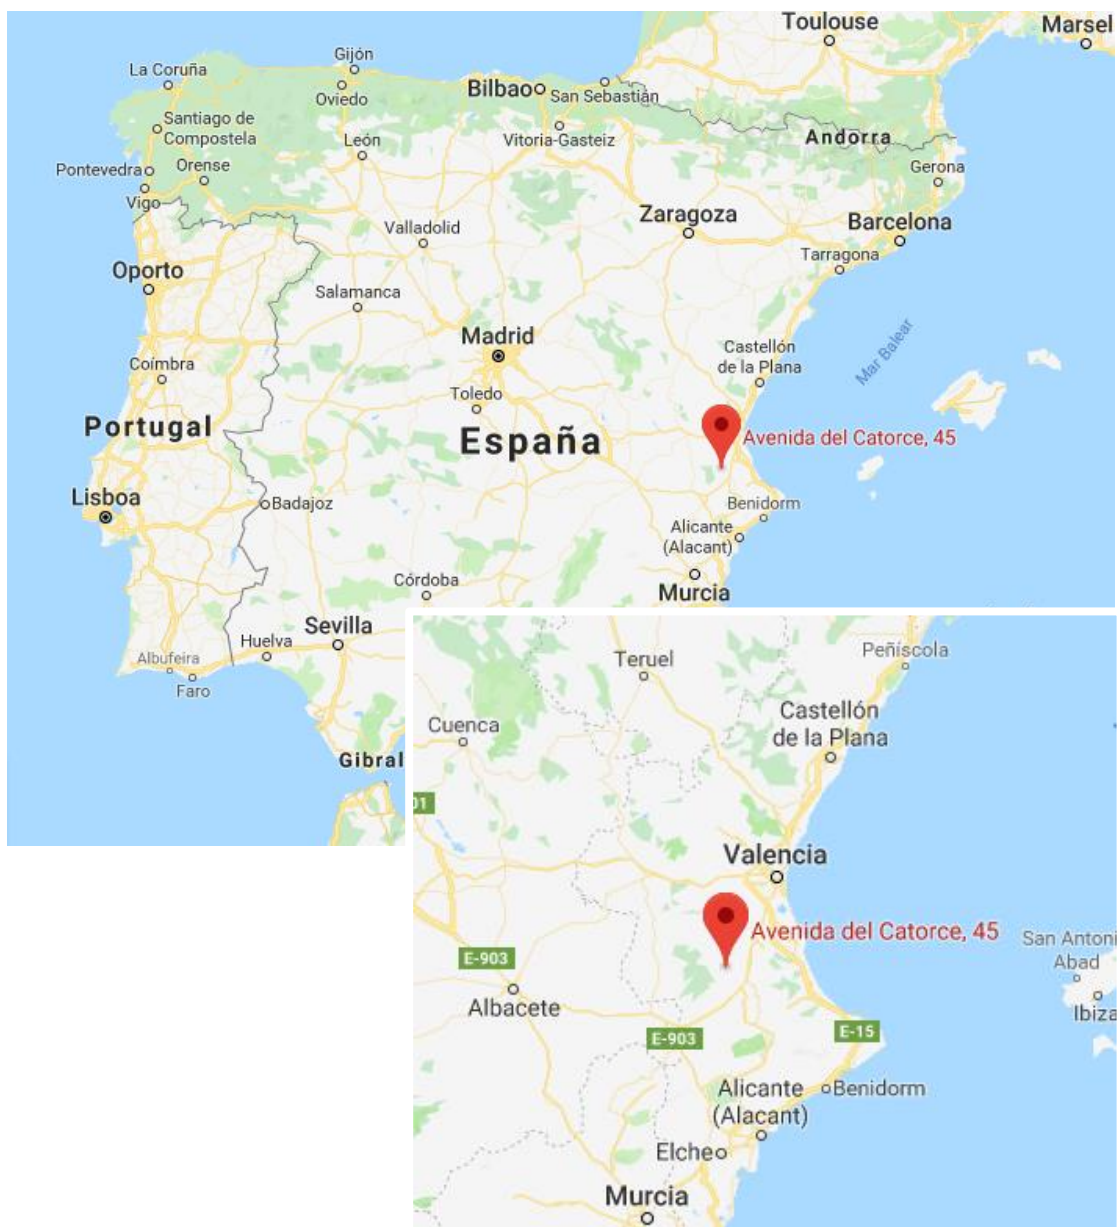 Toulouse
Marsel
Gijón
La Coruña
Oviedo
Bilbao
San Sebastián
Santiago de
Compostela
León
Vitoria-Gasteiz
Andorra
Pontevedra
Orense
Gerona
Vigo
Valladolid
Zaragoza
Barcelona
Tarragona
Oporto
Salamanca
Madrid
Castellón
de la Plana
Mar Balear
Coímbra
Toledo
Portugal
España
Avenida del Catorce, 45
Lisboa
Badajoz
Benidorm
Alicante
(Alacant)
Córdoba
Murcia
Huelva
Sevilla
Albufeira
Faro
Gibral
Teruel
Peñíscola
Cuenca
Castellón
de la Plana
01
Valencia
Avenida del Catorce, 45
San Antoni
Abad
E-903
Albacete
Ibiza
E-903
E-15
Alicante
(Alacant)
Benidorm
Elche
Murcia